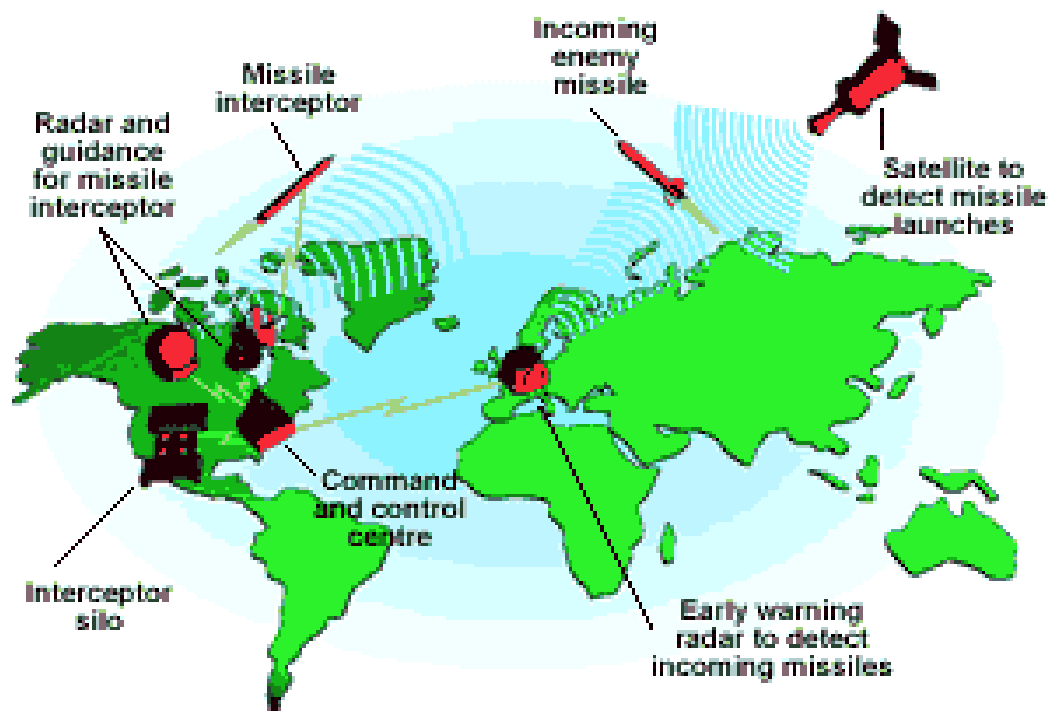 Incoming
enemy
missile
Missile
interceptor
Radar and
guidance
for missile
interceptor
Satellite to
detect missile
launches
Command
and control
centre
Interceptor
silo
Early warning
radar to detect
incoming missiles